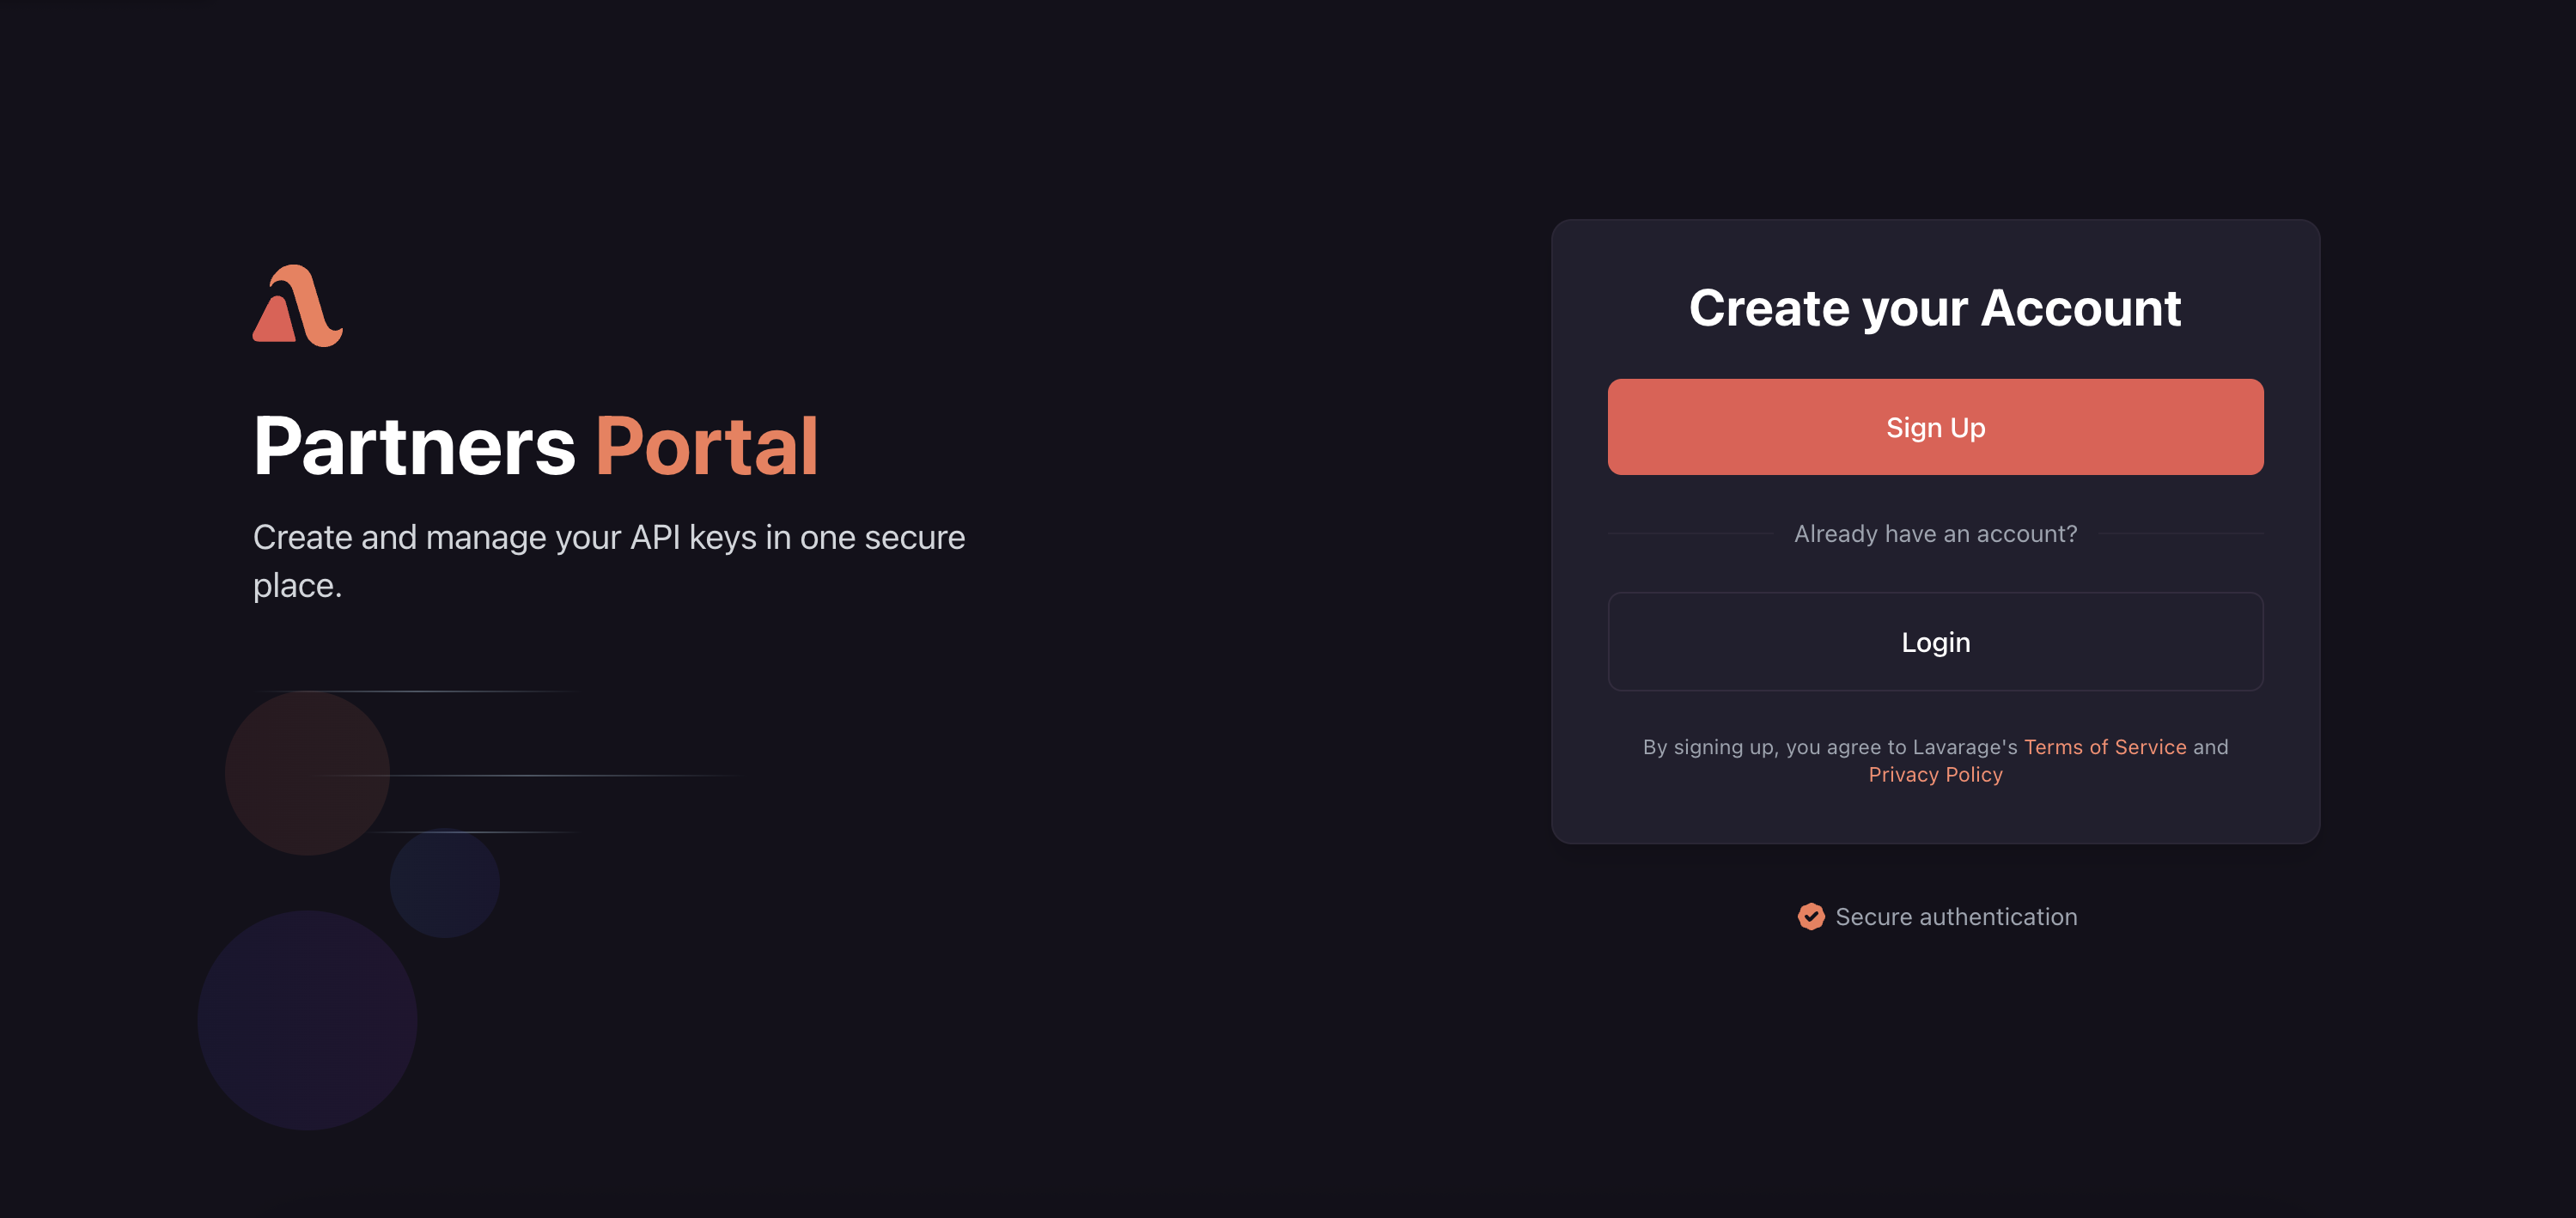 Partners Portal
Create and manage your API keys in one secure
place.
Create your Account
Sign Up
Already have an account?
Login
By signing up, you agree to Lavarage's Terms of Service and
Privacy Policy
Secure authentication